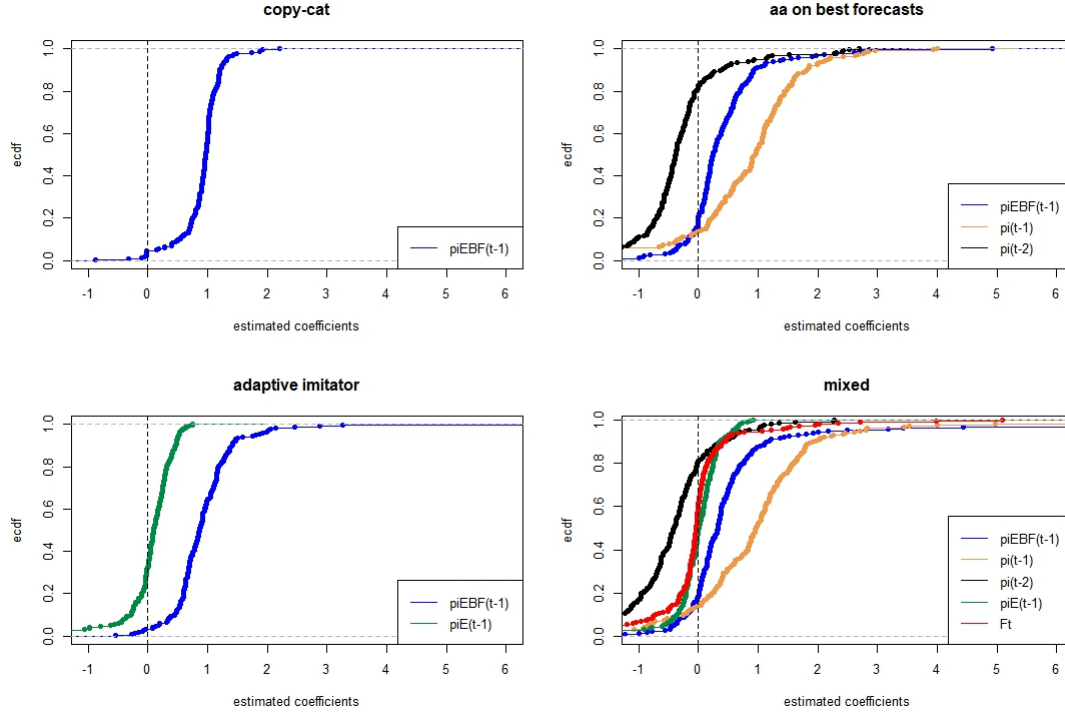 copy-cat
ecdf
1.0
0.8
0.6
0.4
0.2
0.0
-1 0 1 2 3 4 5 6
estimated coefficients
piEBF(t-1)
aa on best forecasts
ecdf
1.0
0.8
0.6
0.4
0.2
0.0
-1 0 1 2 3 4 5 6
estimated coefficients
piEBF(t-1)
pi(t-1)
pi(t-2)
adaptive imitator
ecdf
1.0
0.8
0.6
0.4
0.2
0.0
-1 0 1 2 3 4 5 6
estimated coefficients
piEBF(t-1)
piE(t-1)
mixed
ecdf
1.0
0.8
0.6
0.4
0.2
0.0
-1 0 1 2 3 4 5 6
estimated coefficients
piEBF(t-1)
pi(t-1)
pi(t-2)
piE(t-1)
Ft